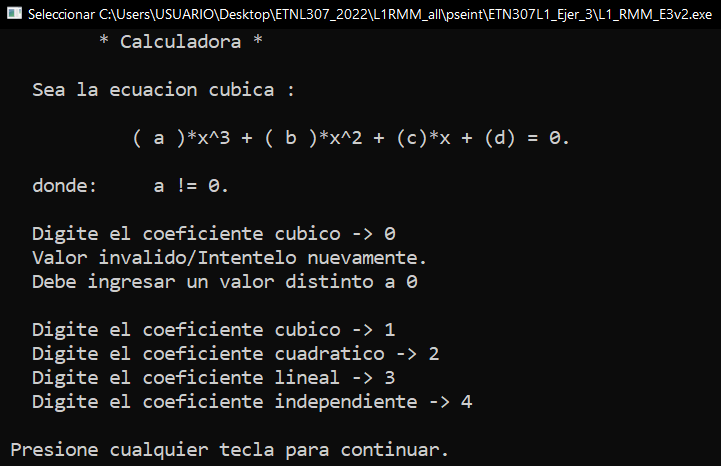 Seleccionar C:\Users\USUARIO\Desktop\ETNL307_2022\L1RMM_all\pseint\ETN307L1_Ejer_3\L1_RMM_E3v2.exe
* Calculadora *
Sea la ecuacion cubica :
( a )*x^3 + ( b )*x^2 + (c)*x + (d) = 0.
donde:     a != 0.
Digite el coeficiente cubico -> 0
Valor invalido/Intentelo nuevamente.
Debe ingresar un valor distinto a 0
Digite el coeficiente cubico -> 1
Digite el coeficiente cuadratico -> 2
Digite el coeficiente lineal -> 3
Digite el coeficiente independiente -> 4
Presione cualquier tecla para continuar.